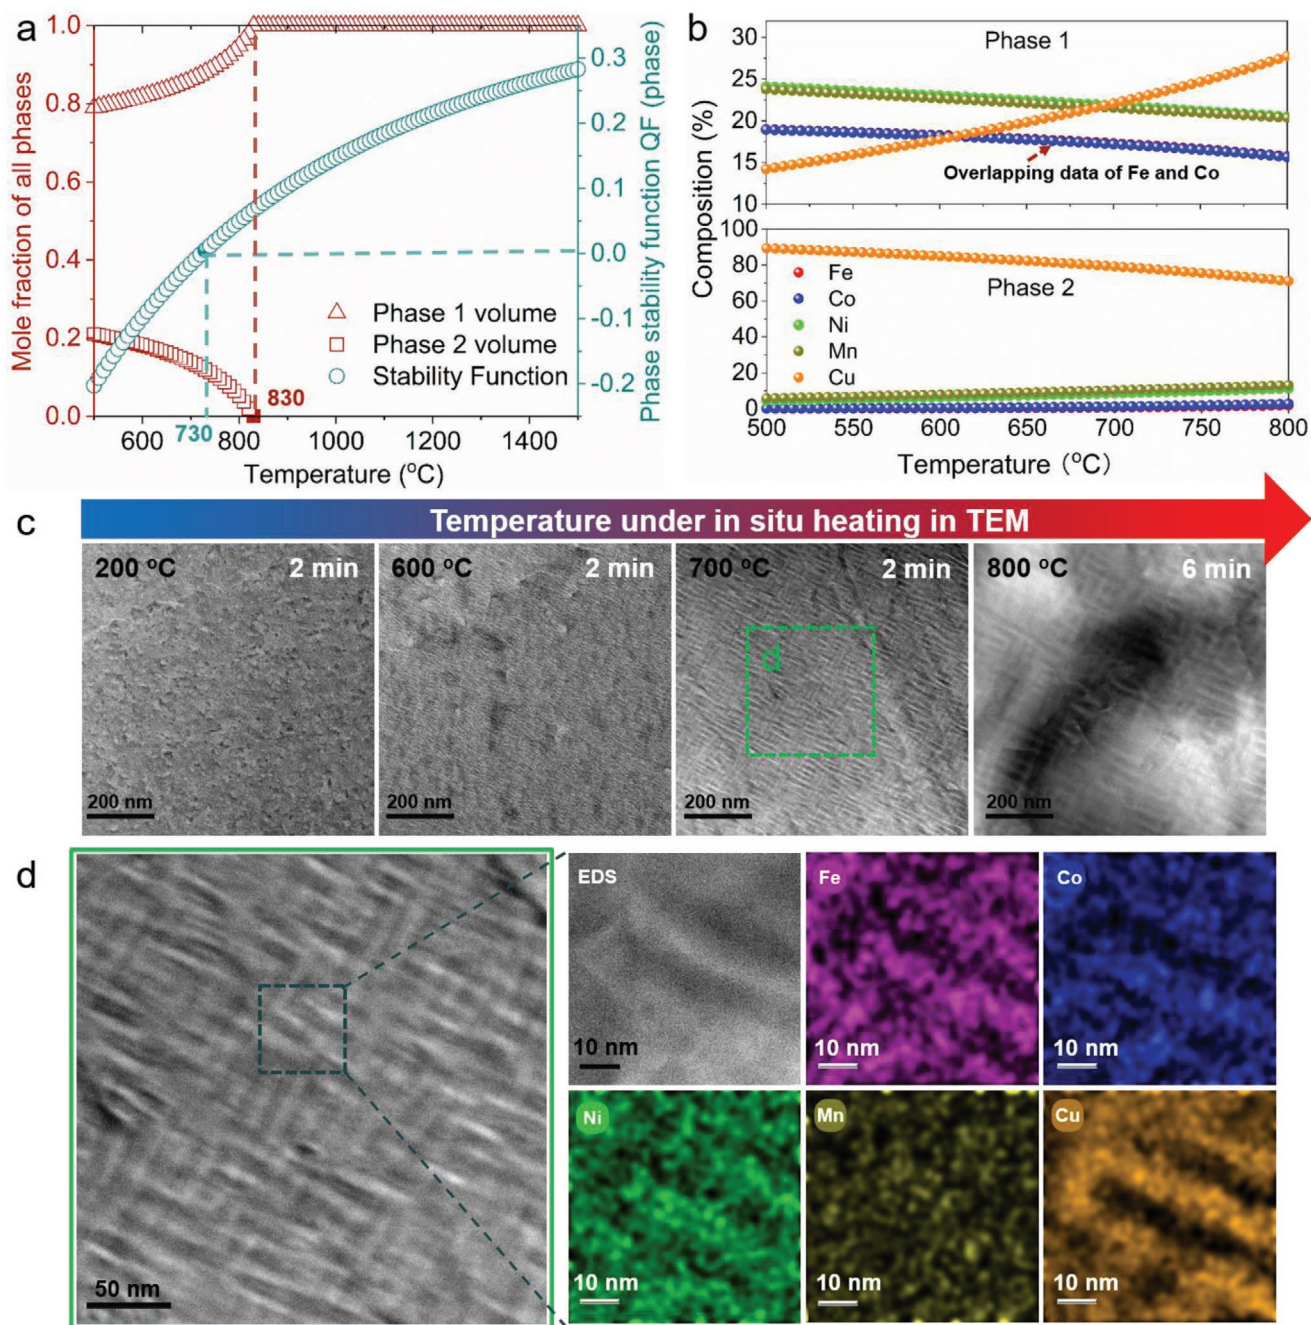 a
Mole fraction of all phases
1.0
0.8
0.6
0.4
0.2
0.0
600
800
1000
1200
1400
Temperature (°C)
730
830
Phase 1 volume
Phase 2 volume
Stability Function
0.3
0.2
0.1
0.0
-0.1
-0.2
Phase stability function QF (phase)
b
Composition (%)
30
25
20
15
10
Phase 1
Overlapping data of Fe and Co
100
80
60
40
20
0
Phase 2
Fe
Co
Ni
Mn
Cu
500
550
600
650
700
750
800
Temperature (°C)
c
Temperature under in situ heating in TEM
200 °C 2 min
200 nm
600 °C 2 min
200 nm
700 °C 2 min
d
200 nm
800 °C 6 min
200 nm
d
50 nm
EDS
10 nm
Fe
10 nm
Co
10 nm
Ni
10 nm
Mn
10 nm
Cu
10 nm